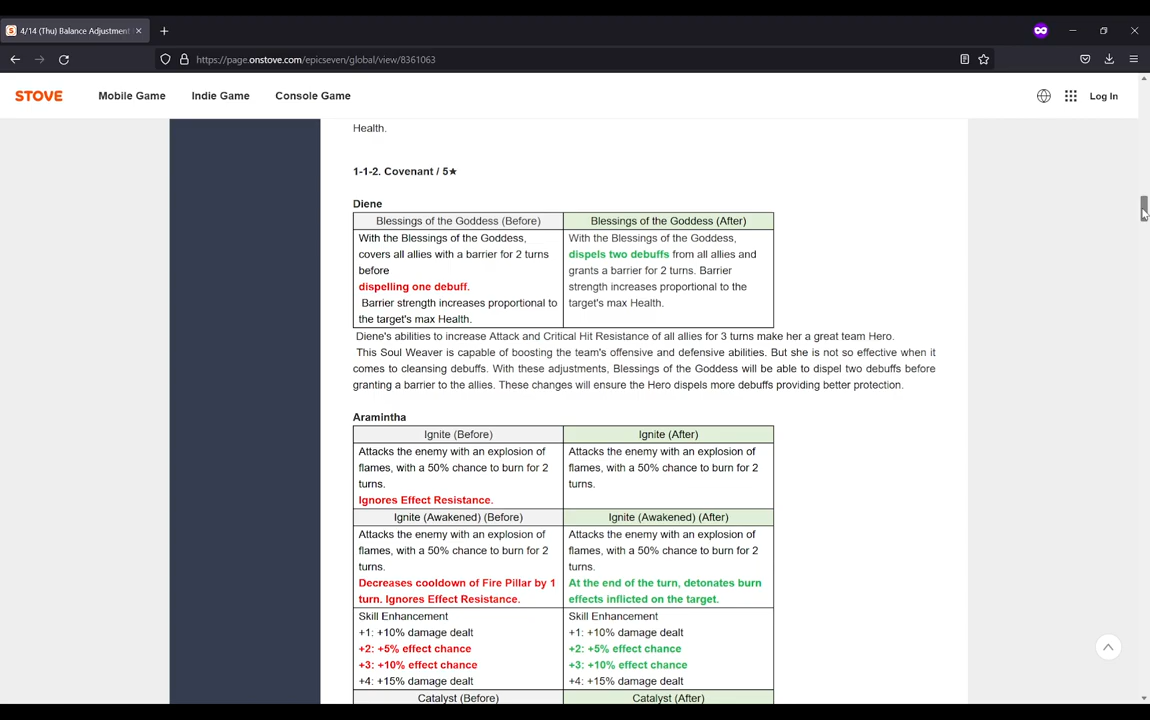 4/14 (Thu) Balance Adjustment
https://page.onstove.com/epicseven/global/view/8361063
STOVE
Mobile Game
Indie Game
Console Game
Log In
Health.
1-1-2. Covenant / 5★
Diene
Blessings of the Goddess (Before)
Blessings of the Goddess (After)
With the Blessings of the Goddess,
covers all allies with a barrier for 2 turns
before
dispelling one debuff.
Barrier strength increases proportional to
the target's max Health.
With the Blessings of the Goddess,
dispels two debuffs from all allies and
grants a barrier for 2 turns. Barrier
strength increases proportional to the
target's max Health.
Diene's abilities to increase Attack and Critical Hit Resistance of all allies for 3 turns make her a great team Hero.
This Soul Weaver is capable of boosting the team's offensive and defensive abilities. But she is not so effective when it
comes to cleansing debuffs. With these adjustments, Blessings of the Goddess will be able to dispel two debuffs before
granting a barrier to the allies. These changes will ensure the Hero dispels more debuffs providing better protection.
Aramintha
Ignite (Before)
Ignite (After)
Attacks the enemy with an explosion of
flames, with a 50% chance to burn for 2
turns.
Ignores Effect Resistance.
Attacks the enemy with an explosion of
flames, with a 50% chance to burn for 2
turns.
Ignite (Awakened) (Before)
Ignite (Awakened) (After)
Attacks the enemy with an explosion of
flames, with a 50% chance to burn for 2
turns.
Decreases cooldown of Fire Pillar by 1
turn. Ignores Effect Resistance.
Attacks the enemy with an explosion of
flames, with a 50% chance to burn for 2
turns.
At the end of the turn, detonates burn
effects inflicted on the target.
Skill Enhancement
+1: +10% damage dealt
+2: +5% effect chance
+3: +10% effect chance
+4: +15% damage dealt
Skill Enhancement
+1: +10% damage dealt
+2: +5% effect chance
+3: +10% effect chance
+4: +15% damage dealt
Catalyst (Before)
Catalyst (After)